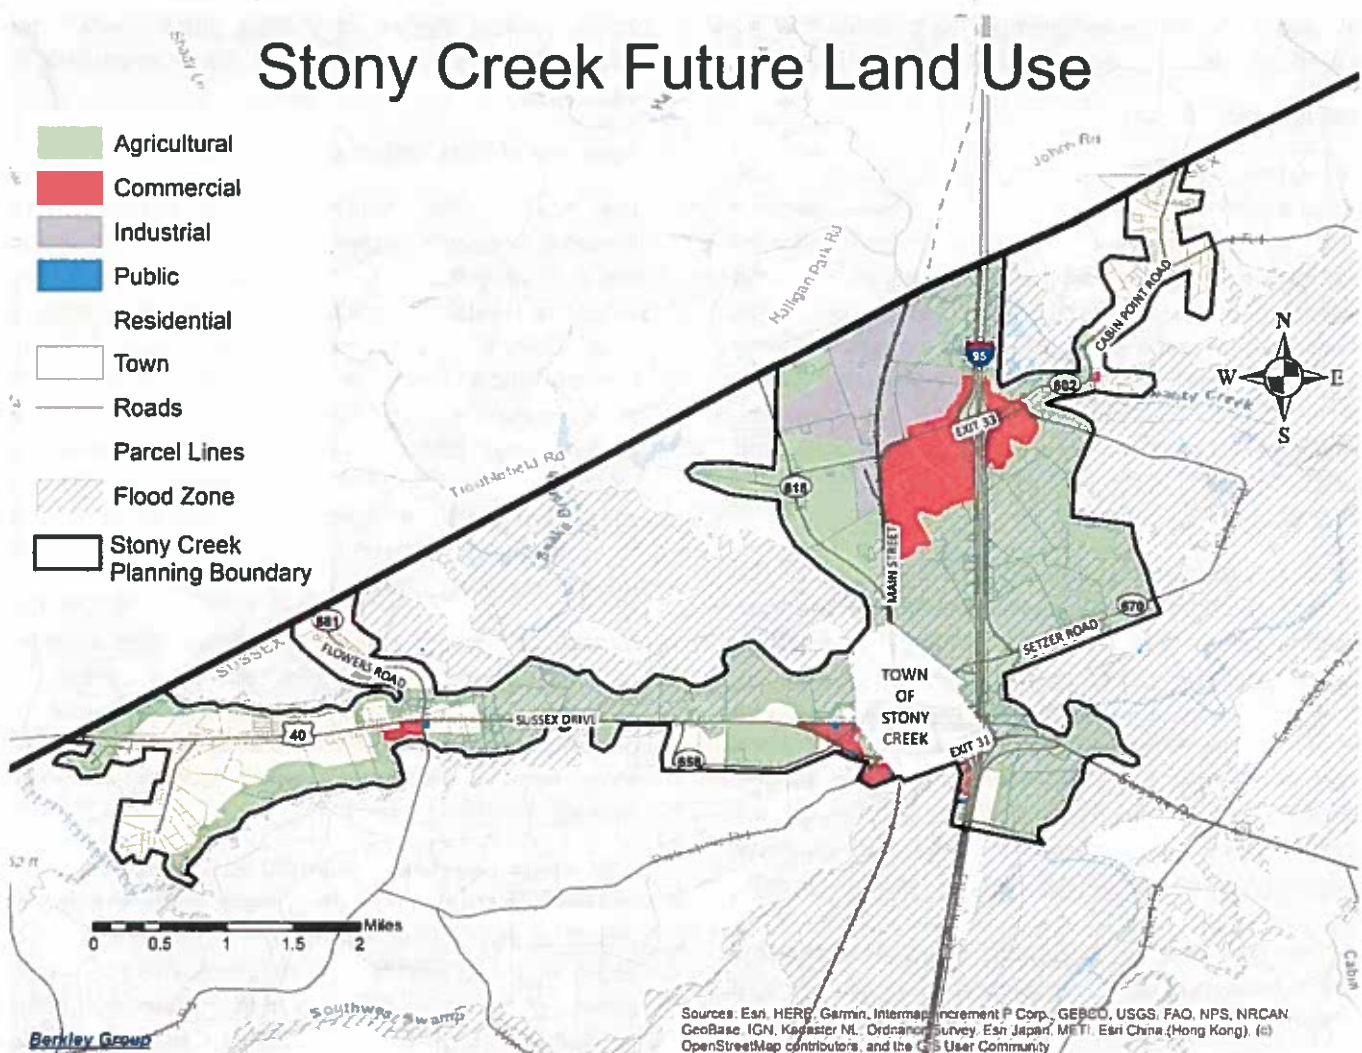 Stony Creek Future Land Use
Agricultural
Commercial
Industrial
Public
Residential
Town
Roads
Parcel Lines
Flood Zone
Stony Creek
Planning Boundary
John Rd
Halligan Park Rd
CABIN POINT ROAD
N
W E
S
95
602
EXIT 33
Troublefield Rd
618
MAIN STREET
670
SETZER ROAD
681
SUSSEX
FLOWERS ROAD
TOWN
OF
STONY
CREEK
40
SUSSEX DRIVE
658
EXIT 31
Miles
0 0.5 1 1.5 2
Southwest Swamp
Cabin
Berkley Group
Sources: Esri, HERE, Garmin, Intermap, increment P Corp., GEBCO, USGS, FAO, NPS, NRCAN,
GeoBase, IGN, Kadaster NL, Ordnance Survey, Esri Japan, METI, Esri China (Hong Kong), (c)
OpenStreetMap contributors, and the GIS User Community